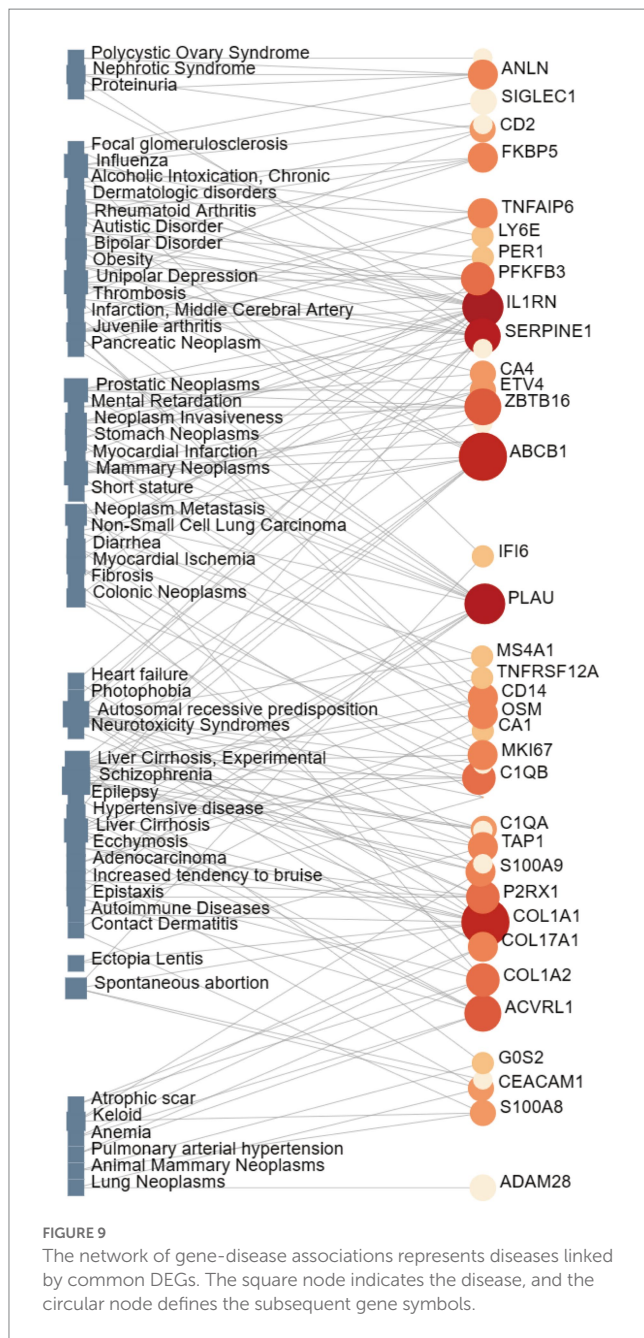 Polycystic Ovary Syndrome
Nephrotic Syndrome
Proteinuria
Focal glomerulosclerosis
Influenza
Alcoholic Intoxication, Chronic
Dermatologic disorders
Rheumatoid Arthritis
Autistic Disorder
Bipolar Disorder
Obesity
Unipolar Depression
Thrombosis
Infarction, Middle Cerebral Artery
Juvenile arthritis
Pancreatic Neoplasm
Prostatic Neoplasms
Mental Retardation
Neoplasm Invasiveness
Stomach Neoplasms
Myocardial Infarction
Mammary Neoplasms
Short stature
Neoplasm Metastasis
Non-Small Cell Lung Carcinoma
Diarrhea
Myocardial Ischemia
Fibrosis
Colonic Neoplasms
Heart failure
Photophobia
Autosomal recessive predisposition
Neurotoxicity Syndromes
Liver Cirrhosis, Experimental
Schizophrenia
Epilepsy
Hypertensive disease
Liver Cirrhosis
Ecchymosis
Adenocarcinoma
Increased tendency to bruise
Epistaxis
Autoimmune Diseases
Contact Dermatitis
Ectopia Lentis
Spontaneous abortion
Atrophic scar
Keloid
Anemia
Pulmonary arterial hypertension
Animal Mammary Neoplasms
Lung Neoplasms
ANLN
SIGLEC1
CD2
FKBP5
TNFAIP6
LY6E
PER1
PFKFB3
IL1RN
SERPINE1
CA4
ETV4
ZBTB16
ABCB1
IFI6
PLAU
MS4A1
TNFRSF12A
CD14
OSM
CA1
MKI67
C1QB
C1QA
TAP1
S100A9
P2RX1
COL1A1
COL17A1
COL1A2
ACVRL1
G0S2
CEACAM1
S100A8
ADAM28
FIGURE 9
The network of gene-disease associations represents diseases linked
by common DEGs. The square node indicates the disease, and the
circular node defines the subsequent gene symbols.